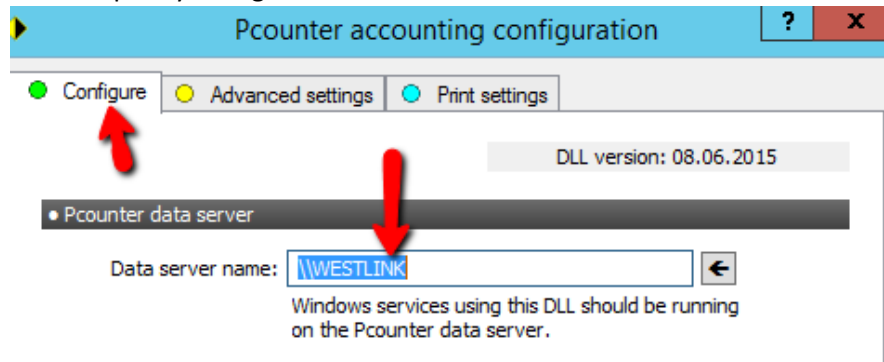 Pcounter accounting configuration ? x
Configure Advanced settings Print settings
DLL version: 08.06.2015
• Pcounter data server
Data server name: \\WESTLINK
Windows services using this DLL should be running
on the Pcounter data server.